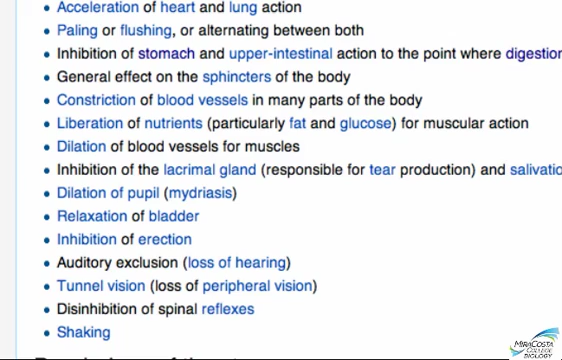 Acceleration of heart and lung action
Paling or flushing, or alternating between both
Inhibition of stomach and upper-intestinal action to the point where digestion
General effect on the sphincters of the body
Constriction of blood vessels in many parts of the body
Liberation of nutrients (particularly fat and glucose) for muscular action
Dilation of blood vessels for muscles
Inhibition of the lacrimal gland (responsible for tear production) and salivatio
Dilation of pupil (mydriasis)
Relaxation of bladder
Inhibition of erection
Auditory exclusion (loss of hearing)
Tunnel vision (loss of peripheral vision)
Disinhibition of spinal reflexes
Shaking
MIRACOSTA
COLLEGE
BIOLOGY